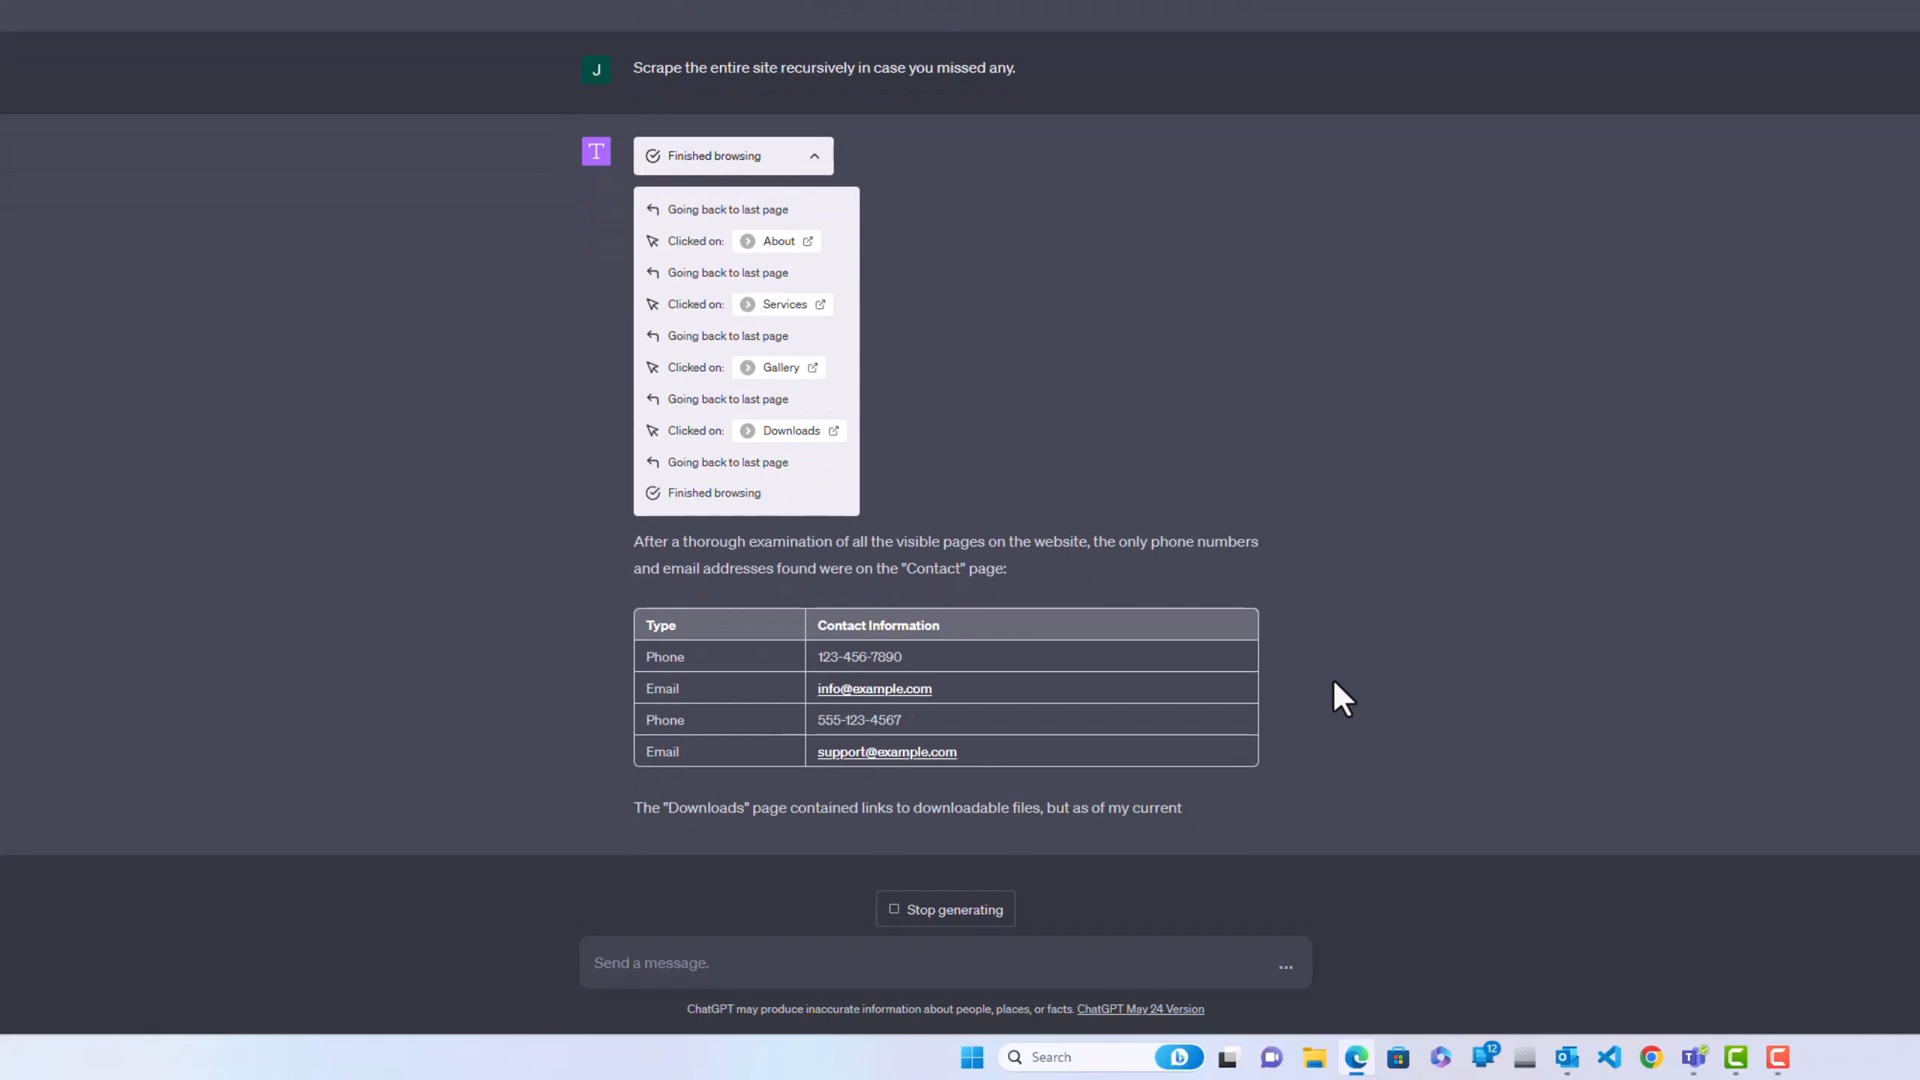 J
Scrape the entire site recursively in case you missed any.
T
Finished browsing
Going back to last page
Clicked on: About
Going back to last page
Clicked on: Services
Going back to last page
Clicked on: Gallery
Going back to last page
Clicked on: Downloads
Going back to last page
Finished browsing
After a thorough examination of all the visible pages on the website, the only phone numbers
and email addresses found were on the "Contact" page:
Type Contact Information
Phone 123-456-7890
Email info@example.com
Phone 555-123-4567
Email support@example.com
The "Downloads" page contained links to downloadable files, but as of my current
Stop generating
Send a message. ...
ChatGPT may produce inaccurate information about people, places, or facts. ChatGPT May 24 Version
Search 12